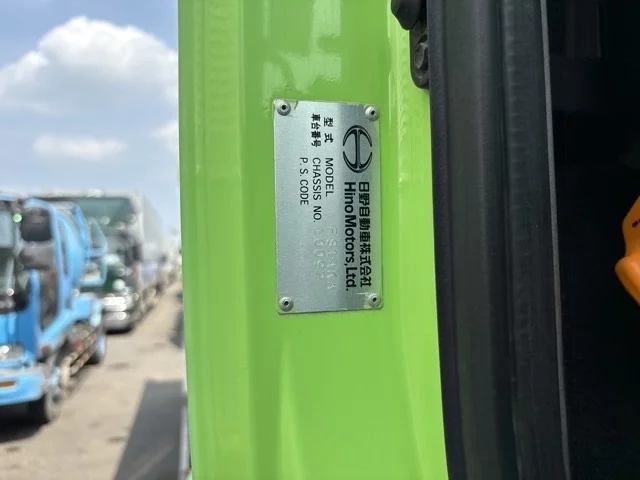 日野自動車株式会社
HinoMotors,Ltd.
型式 MODEL
車台番号 CHASSIS NO.
P. S. CODE